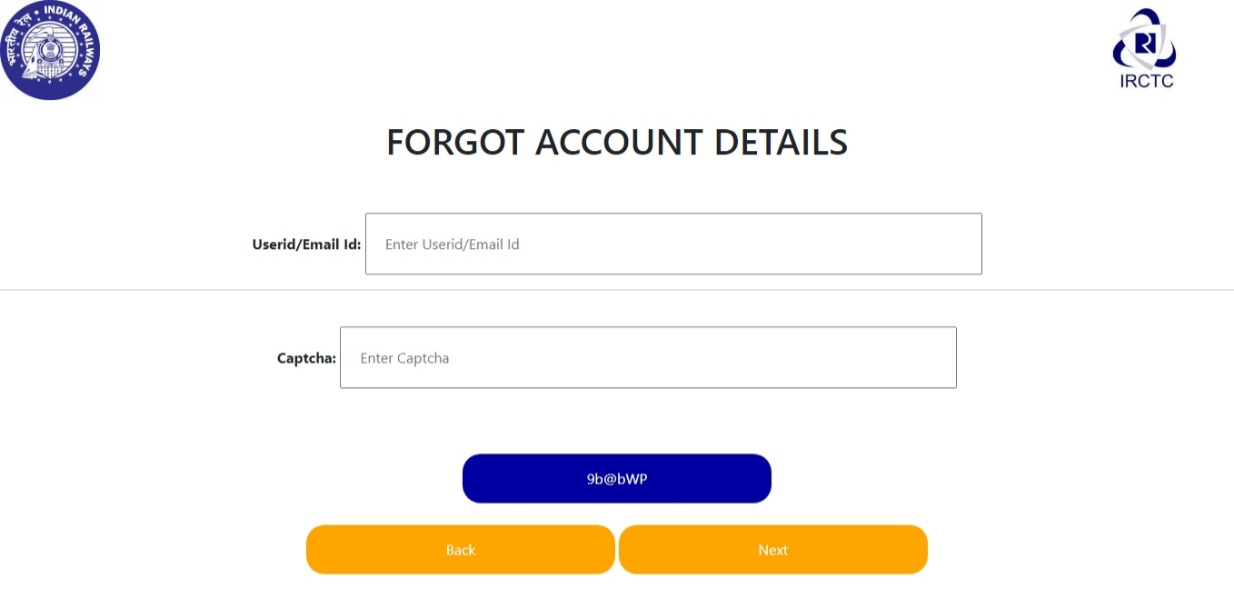 भारतीय रेल • INDIAN RAILWAYS
IRCTC
FORGOT ACCOUNT DETAILS
Userid/Email Id: Enter Userid/Email Id
Captcha: Enter Captcha
9b@bWP
Back Next